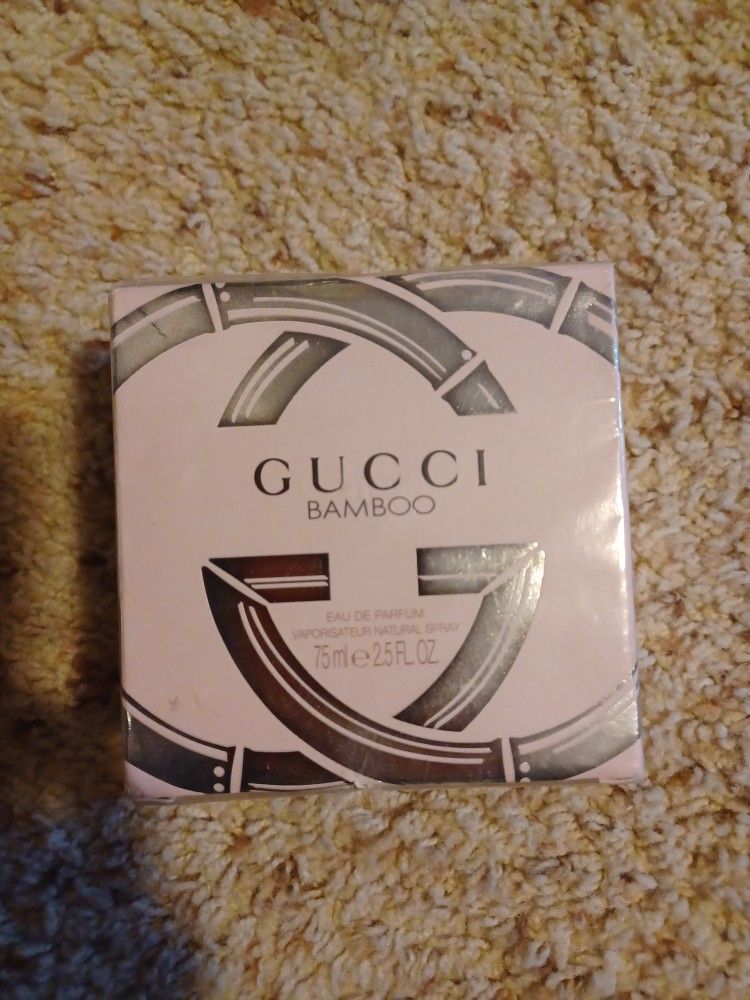 GUCCI
BAMBOO
EAU DE PARFUM
VAPORISATEUR NATURAL SPRAY
75 ml e 2.5 FL. OZ.